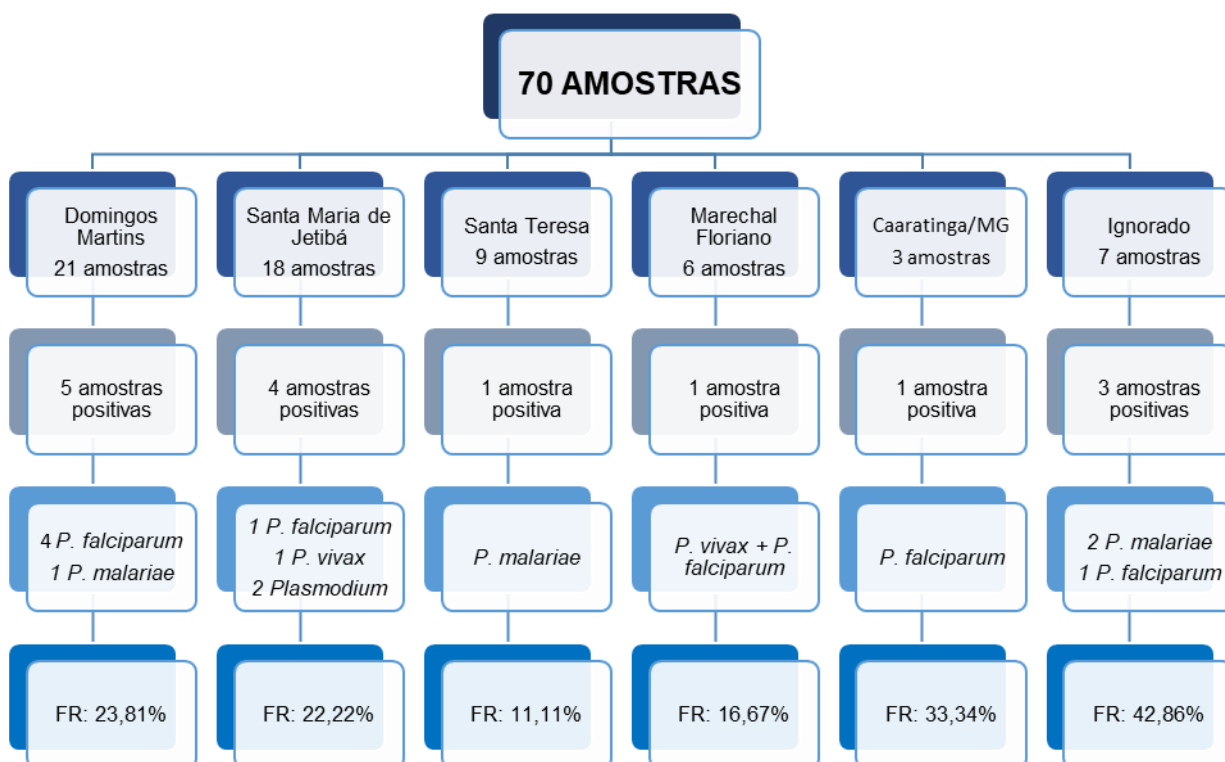 70 AMOSTRAS
Domingos
Martins
21 amostras
Santa Maria de
Jetibá
18 amostras
Santa Teresa
9 amostras
Marechal
Floriano
6 amostras
Caaratinga/MG
3 amostras
Ignorado
7 amostras
5 amostras
positivas
4 amostras
positivas
1 amostra
positiva
1 amostra
positiva
1 amostra
positiva
3 amostras
positivas
4 P. falciparum
1 P. malariae
1 P. falciparum
1 P. vivax
2 Plasmodium
P. malariae
P. vivax + P.
falciparum
P. falciparum
2 P. malariae
1 P. falciparum
FR: 23,81%
FR: 22,22%
FR: 11,11%
FR: 16,67%
FR: 33,34%
FR: 42,86%